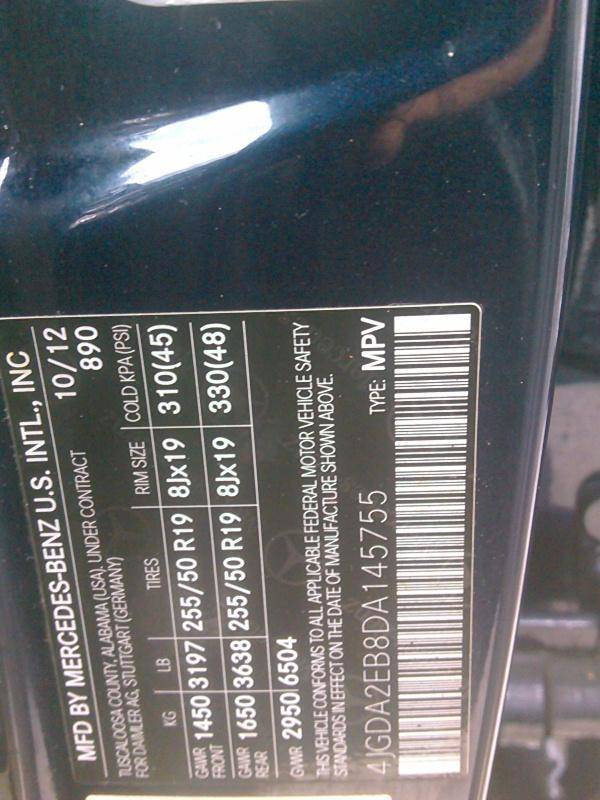 MFD BY MERCEDES-BENZ U.S. INTL., INC
TUSCALOOSA COUNTY, ALABAMA (USA), UNDER CONTRACT 10/12
FOR DAIMLER AG, STUTTGART (GERMANY) 890
KG LB TIRES RIM SIZE COLD KPA (PSI)
GAWR FRONT 1450 3197 255/50 R19 8Jx19 310(45)
GAWR REAR 1650 3638 255/50 R19 8Jx19 330(48)
GVWR 2950 6504
THIS VEHICLE CONFORMS TO ALL APPLICABLE FEDERAL MOTOR VEHICLE SAFETY
STANDARDS IN EFFECT ON THE DATE OF MANUFACTURE SHOWN ABOVE.
TYPE: MPV
4JGDA2EB8DA145755